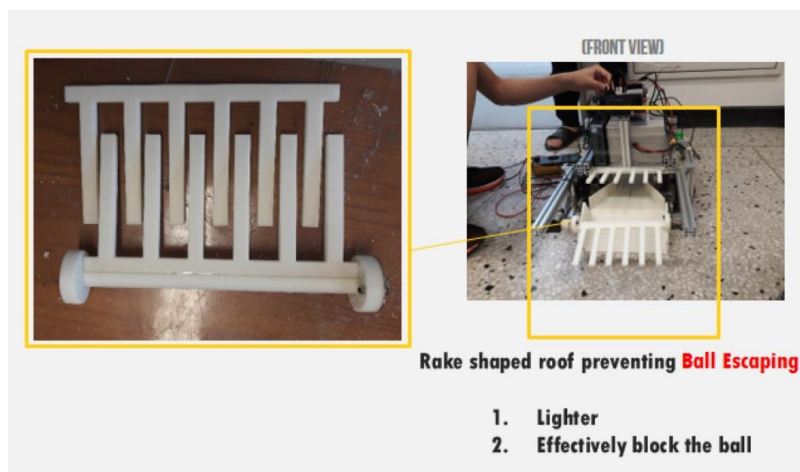 (FRONT VIEW)
Rake shaped roof preventing Ball Escaping
1. Lighter
2. Effectively block the ball